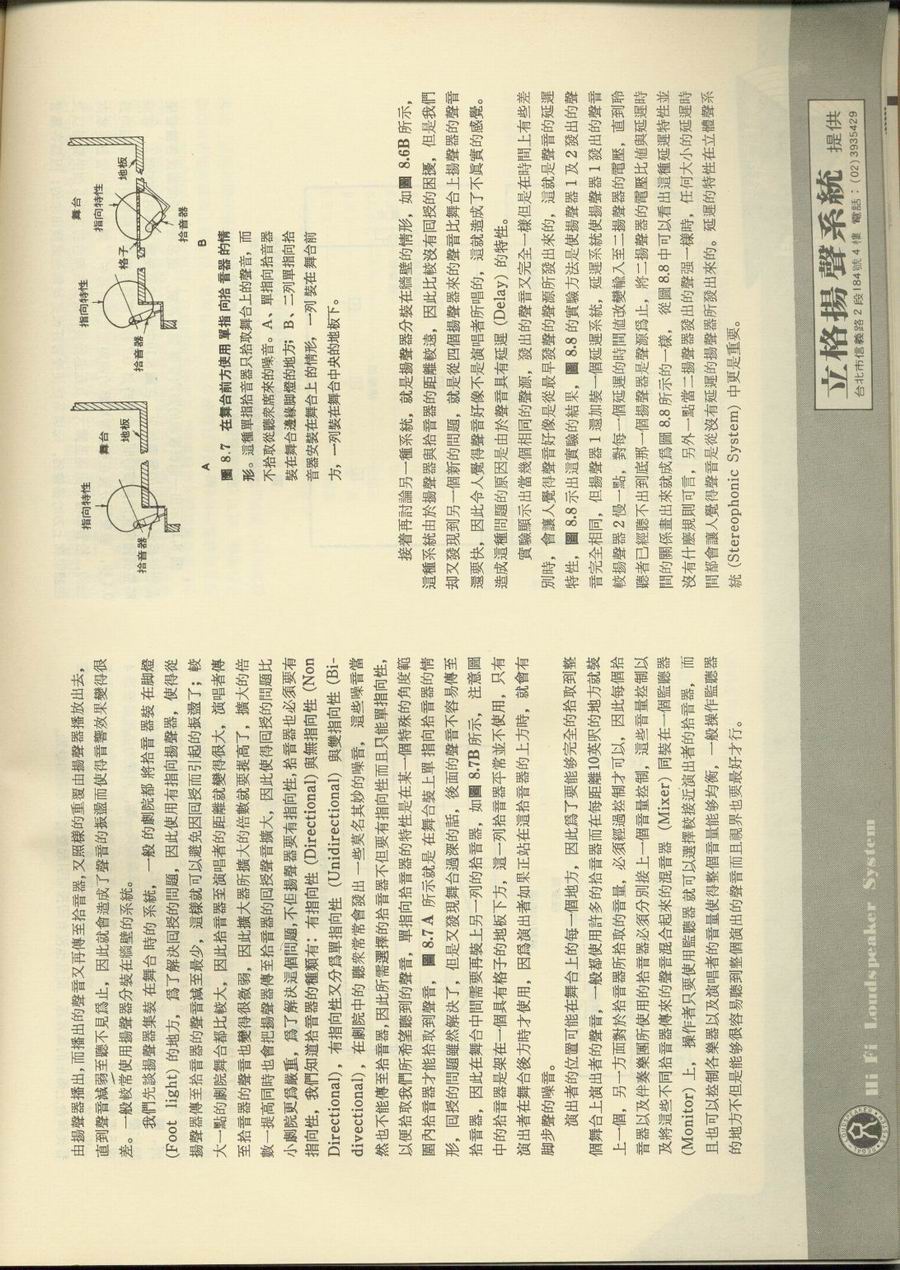 由揚聲器播出，而播出的聲音又再傳至拾音器，又照樣的重覆由揚聲器播放出去，
直到聲音減弱至聽不見爲止，因此就會造成了聲音的振盪而使得音響效果變得很
差。一般較常使用揚聲器分裝在牆壁的系統。
我們先談揚聲器集裝在舞台時的系統，一般的劇院都將拾音器裝在脚燈
(Foot light) 的地方，爲了解決回授的問題，因此使用有指向揚聲器，使得從
揚聲器傳至拾音器的聲音減至最少，這樣就可以避免因回授而引起的振盪了；較
大一點的劇院舞台都比較大，因此拾音器至演唱者的距離就變得很大，演唱者傳
至拾音器的聲音也變得很微弱，因此擴大器所擴大的倍數就要提高了，擴大的倍
數一提高同時也會把揚聲器傳至拾音器的回授聲音擴大，因此使得回授的問題比
小劇院更爲嚴重，爲了解決這個問題，不但揚聲器要有指向性，拾音器也必須要有
指向性，我們知道拾音器的種類有：有指向性 (Directional) 與無指向性 (Non
Directional)，有指向性又分爲單指向性 (Unidirectional) 與雙指向性 (Bi-
divectional)，在劇院中的聽衆常常會發出一些莫名其妙的噪音，這些噪音當
然也不能傳至拾音器，因此所需選擇的拾音器不但要有指向性而且只能單指向性，
以便拾取我們所希望聽到的聲音，單指向拾音器的特性是在某一個特殊的角度範
圍內拾音器才能拾取到聲音，圖 8.7 A 所示就是在舞台裝上單指向拾音器的情
形，回授的問題雖然解決了，但是又發現舞台過深的話，後面的聲音不容易傳至
拾音器，因此在舞台中間需要再裝上另一列的拾音器，如圖 8.7B 所示，注意圖
中的拾音器是架在一個具有格子的地板下方，這一列拾音器平常並不使用，只有
演出者在舞台後方時才使用，因爲演出者如果正站在這拾音器的上方時，就會有
脚步聲的噪音。
演出者的位置可能在舞台上的每一個地方，因此爲了要能够完全的拾取到整
個舞台上演出者的聲音，一般都使用許多的拾音器而在每距離10英呎的地方就裝
上一個，另一方面對於拾音器所拾取的音量，必須經過控制才可以，因此每個拾
音器以及伴奏樂團所使用的拾音器必須分別接上一個音量控制，這些音量控制以
及將這些不同拾音器傳來的聲音混合起來的混音器 (Mixer) 同裝在一個監聽器
(Monitor) 上，操作者只要使用監聽器就可以選擇較接近演出者的拾音器，而
且也可以控制各樂器以及演唱者的音量使得整個音量能够均衡，一般操作監聽器
的地方不但是能够很容易聽到整個演出的聲音而且視界也要最好才行。
指向特性
舞台
地板
拾音器
A
指向特性
舞台
指向特性
格子
地板
拾音器
拾音器
B
圖 8.7 在舞台前方使用單指向拾音器的情
形。這種單指拾音器只拾取舞台上的聲音，而
不拾取從聽衆席來的噪音。A、單指向拾音器
裝在舞台邊緣脚燈的地方；B、二列單指向拾
音器安裝在舞台上的情形，一列裝在舞台前
方，一列裝在舞台中央的地板下。
接着再討論另一種系統，就是揚聲器分裝在牆壁的情形，如圖 8.6B 所示，
這種系統由於揚聲器與拾音器的距離較遠，因此比較沒有回授的困擾，但是我們
却又發現到另一個新的問題，就是從四個揚聲器來的聲音比舞台上揚聲器的聲音
還要快，因此令人覺得聲音好像不是演唱者所唱的，這就造成了不眞實的感覺。
造成這種問題的原因是由於聲音具有延遲 (Delay) 的特性。
實驗顯示出當幾個相同的聲源，發出的聲音又完全一樣但是在時間上有些差
別時，會讓人覺得聲音好像是從最早發聲的聲源所發出來的，這就是聲音的延遲
特性，圖 8.8 示出這實驗的結果，圖 8.8 的實驗方法是使揚聲器 1 及 2 發出的聲
音完全相同，但揚聲器 1 還加裝一個延遲系統，延遲系統使揚聲器 1 發出的聲音
較揚聲器 2 慢一點，對每一個延遲的時間值改變輸入至二揚聲器的電壓，直到聆
聽者已經聽不出到底那一個揚聲器是聲源爲止，將二揚聲器的電壓比值與延遲時
間的關係畫出來就成爲圖 8.8 所示的一樣，從圖 8.8 中可以看出這種延遲特性並
沒有什麽規則可言，另外一點當二揚聲器發出的聲强一樣時，任何大小的延遲時
間都會讓人覺得聲音是從沒有延遲的揚聲器所發出來的。延遲的特性在立體聲系
統 (Stereophonic System) 中更是重要。
Hi Fi Loudspeaker System
立格揚聲系統 提供
台北市信義路 2 段184號 4 樓 電話：(02) 3935429